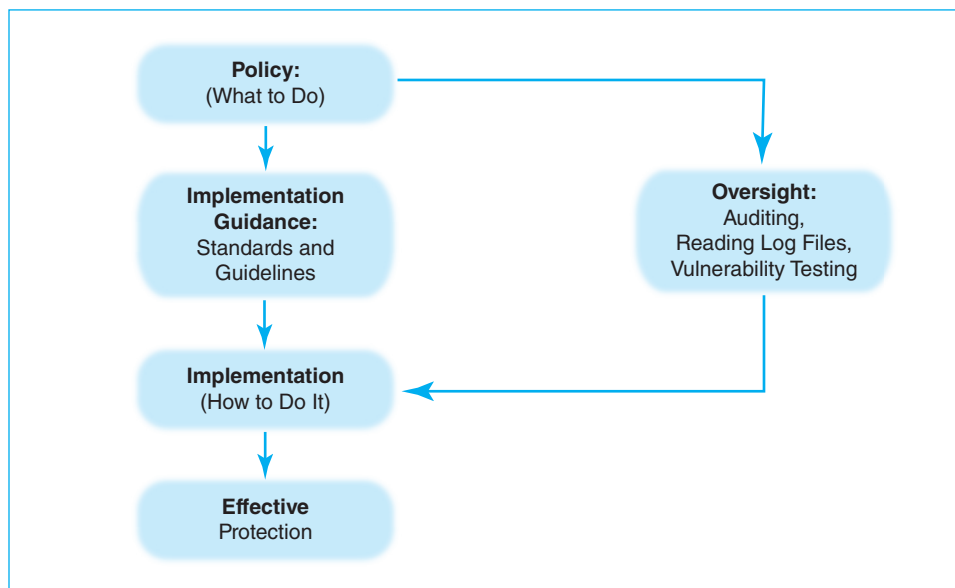 Policy:
(What to Do)
Implementation
Guidance:
Standards and
Guidelines
Oversight:
Auditing,
Reading Log Files,
Vulnerability Testing
Implementation
(How to Do It)
Effective
Protection